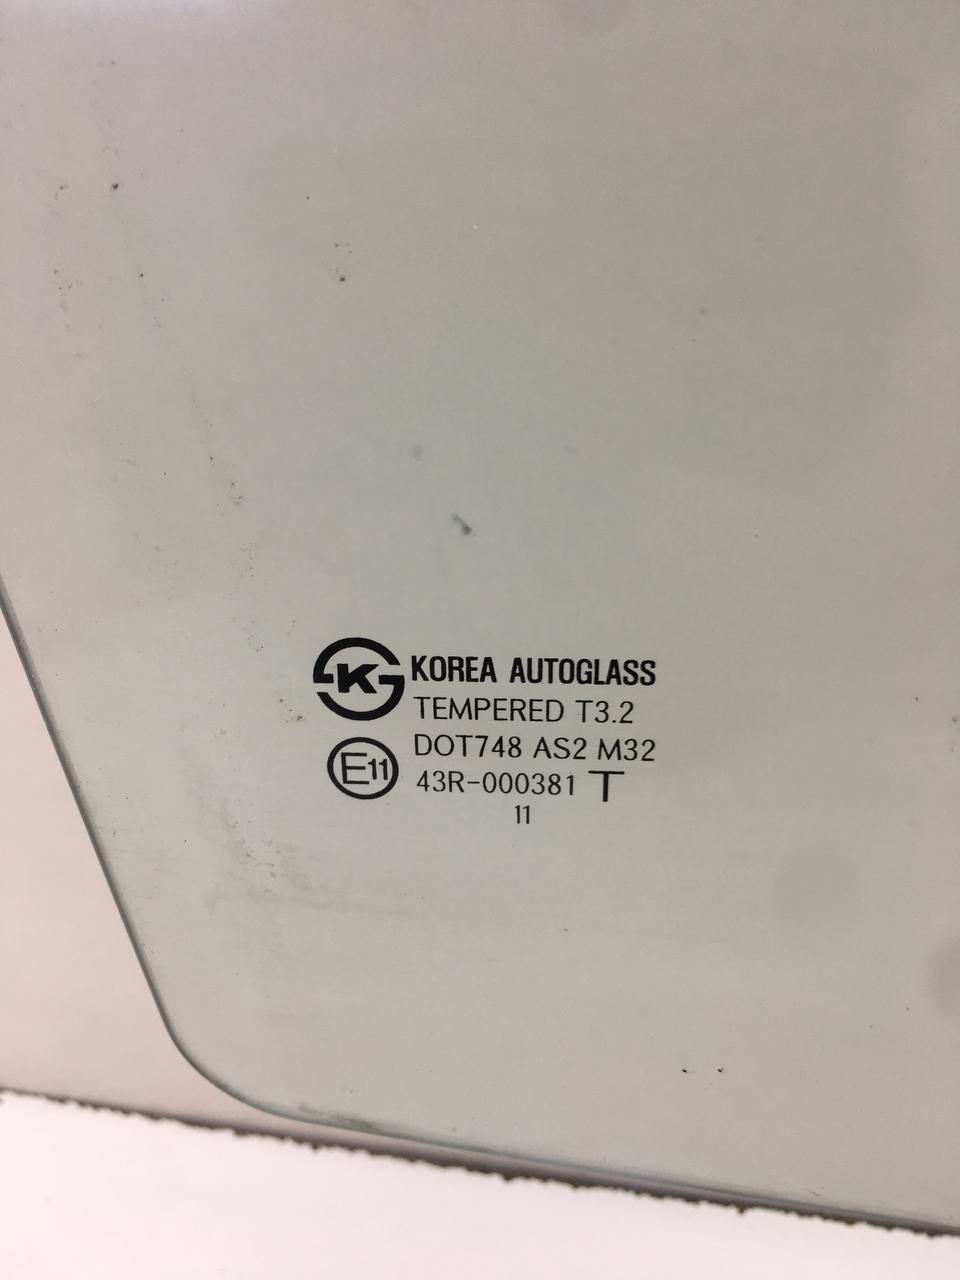 K KOREA AUTOGLASS
TEMPERED T3.2
DOT748 AS2 M32
E11 43R-000381 T
11